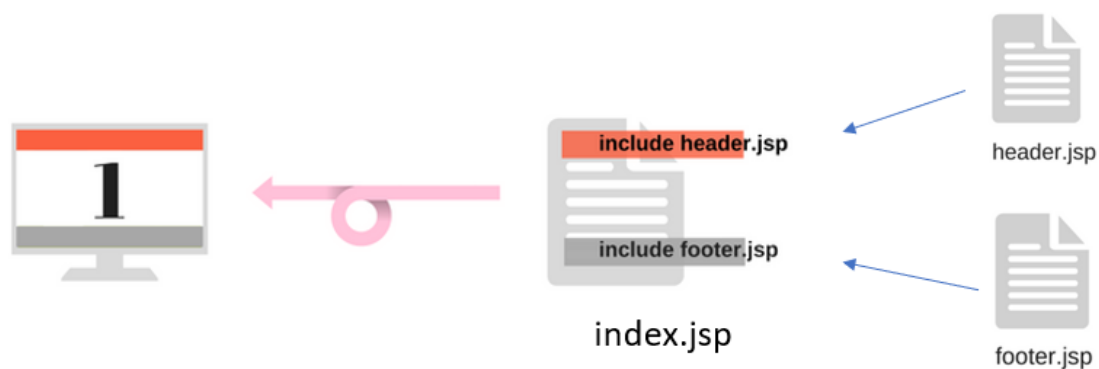 1
include header.jsp
include footer.jsp
index.jsp
header.jsp
footer.jsp